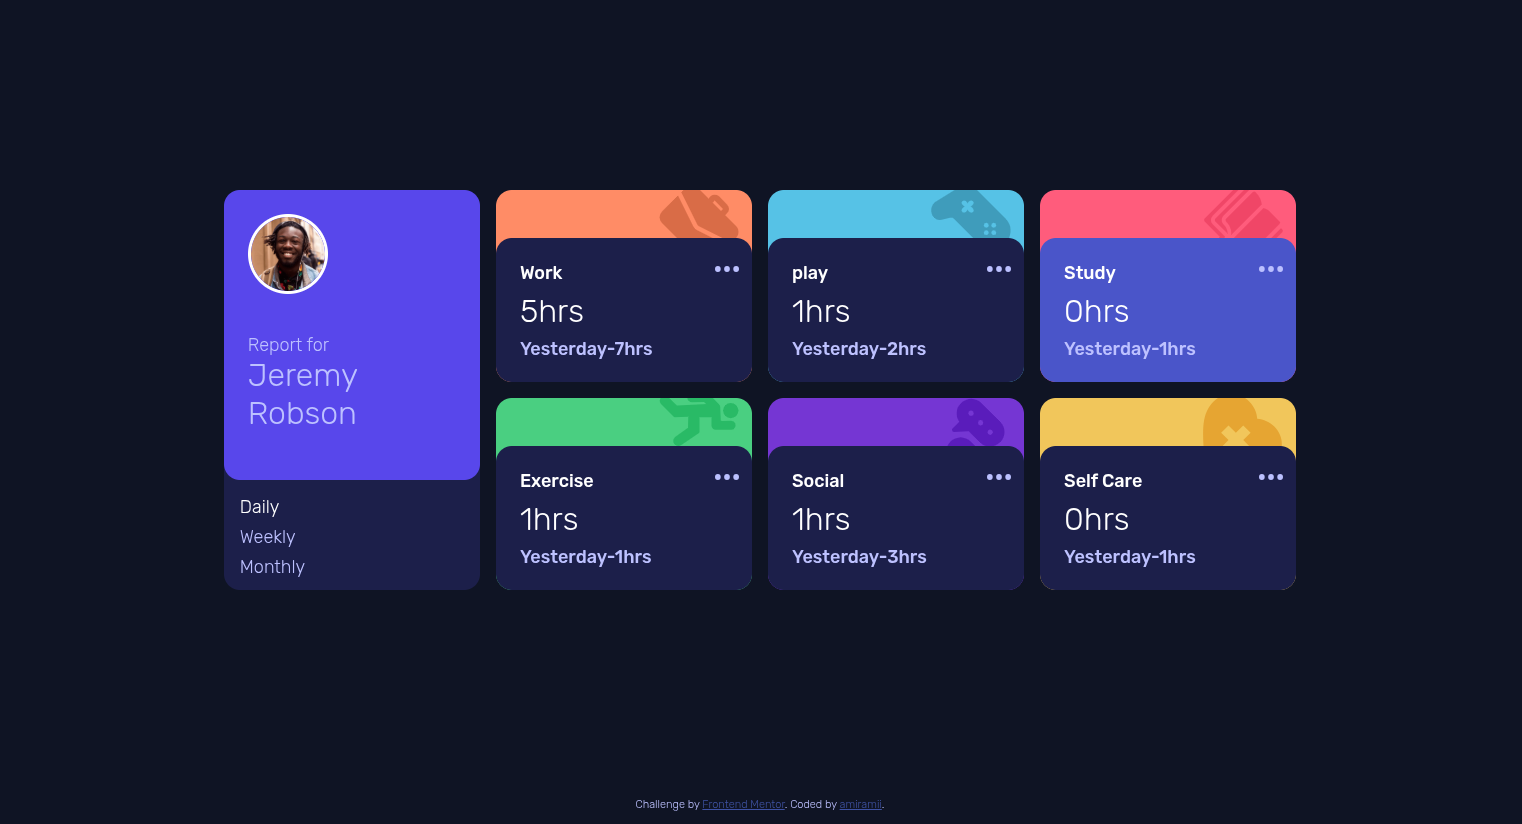 Report for
Jeremy
Robson
Daily
Weekly
Monthly
Work
5hrs
Yesterday-7hrs
play
1hrs
Yesterday-2hrs
Study
0hrs
Yesterday-1hrs
Exercise
1hrs
Yesterday-1hrs
Social
1hrs
Yesterday-3hrs
Self Care
0hrs
Yesterday-1hrs
Challenge by Frontend Mentor. Coded by amiramii.